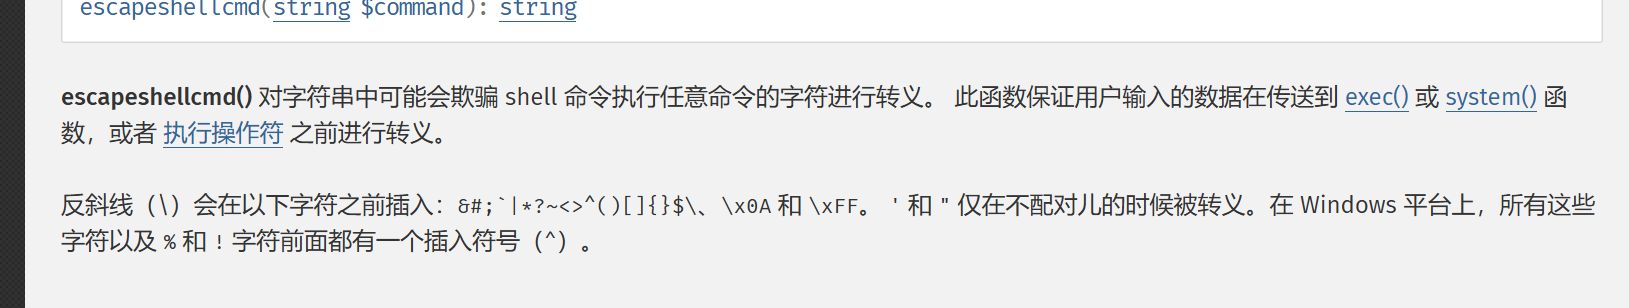 escapeshellcmd(string $command): string
escapeshellcmd() 对字符串中可能会欺骗 shell 命令执行任意命令的字符进行转义。 此函数保证用户输入的数据在传送到 exec() 或 system() 函
数，或者 执行操作符 之前进行转义。
反斜线（\）会在以下字符之前插入：&#;`|*?~<>^()[]{}$\、\x0A 和 \xFF。 ' 和 " 仅在不配对儿的时候被转义。在 Windows 平台上，所有这些
字符以及 % 和 ! 字符前面都有一个插入符号（^）。